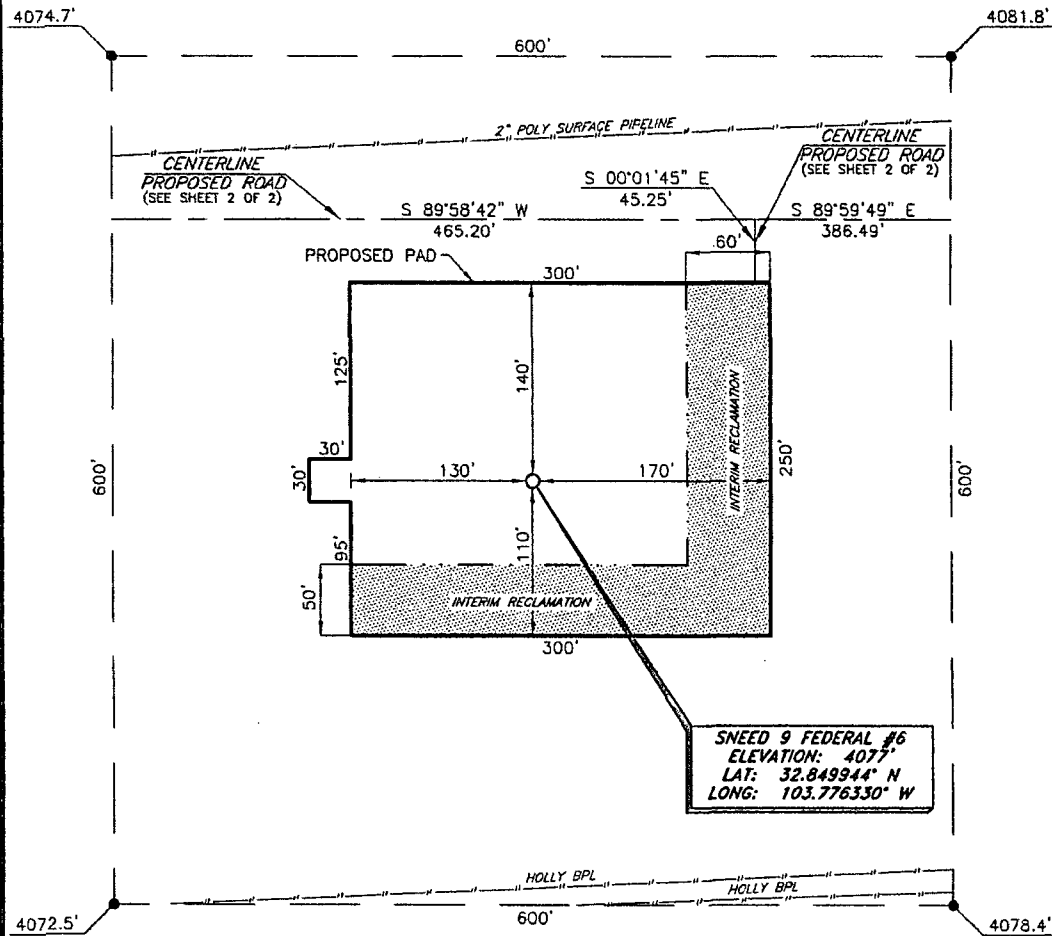 4074.7'
4081.8'
600'
2" POLY SURFACE PIPELINE
CENTERLINE
PROPOSED ROAD
(SEE SHEET 2 OF 2)
CENTERLINE
PROPOSED ROAD
(SEE SHEET 2 OF 2)
S 00°01'45" E
45.25'
S 89°58'42" W
465.20'
S 89°59'49" E
386.49'
60'
PROPOSED PAD
300'
125'
140'
INTERIM RECLAMATION
250'
30'
30'
130'
170'
600'
600'
95'
110'
50'
INTERIM RECLAMATION
300'
SNEED 9 FEDERAL #6
ELEVATION: 4077'
LAT: 32.849944° N
LONG: 103.776330° W
HOLLY BPL
HOLLY BPL
4072.5'
600'
4078.4'